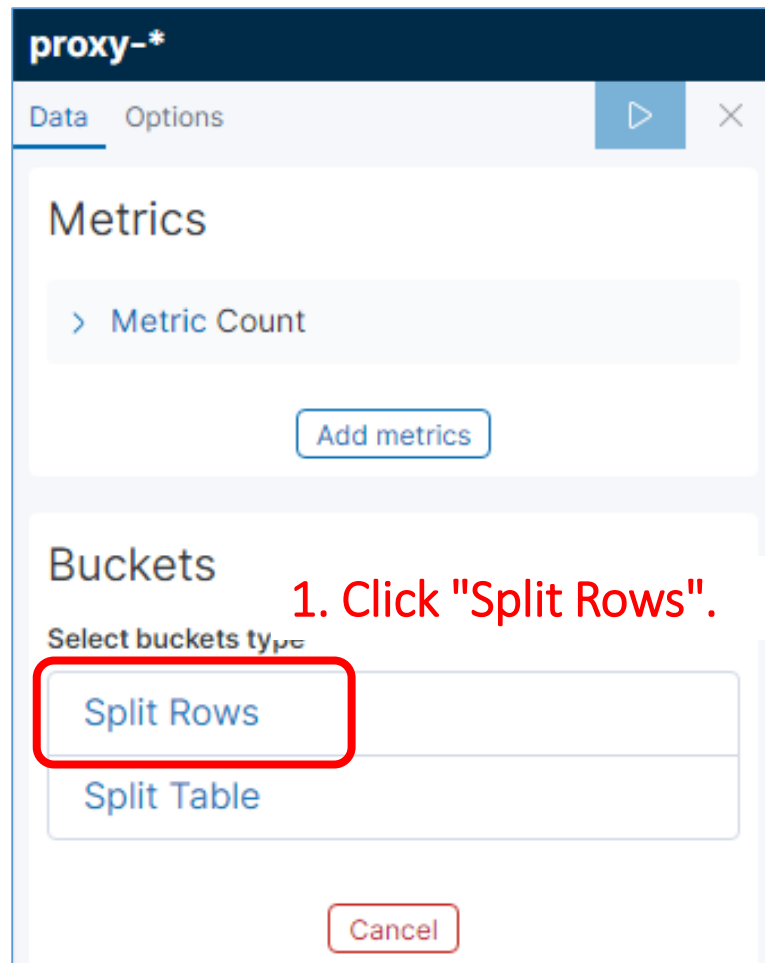 proxy-*
Data Options
Metrics
> Metric Count
Add metrics
Buckets
1. Click "Split Rows".
Select buckets type
Split Rows
Split Table
Cancel